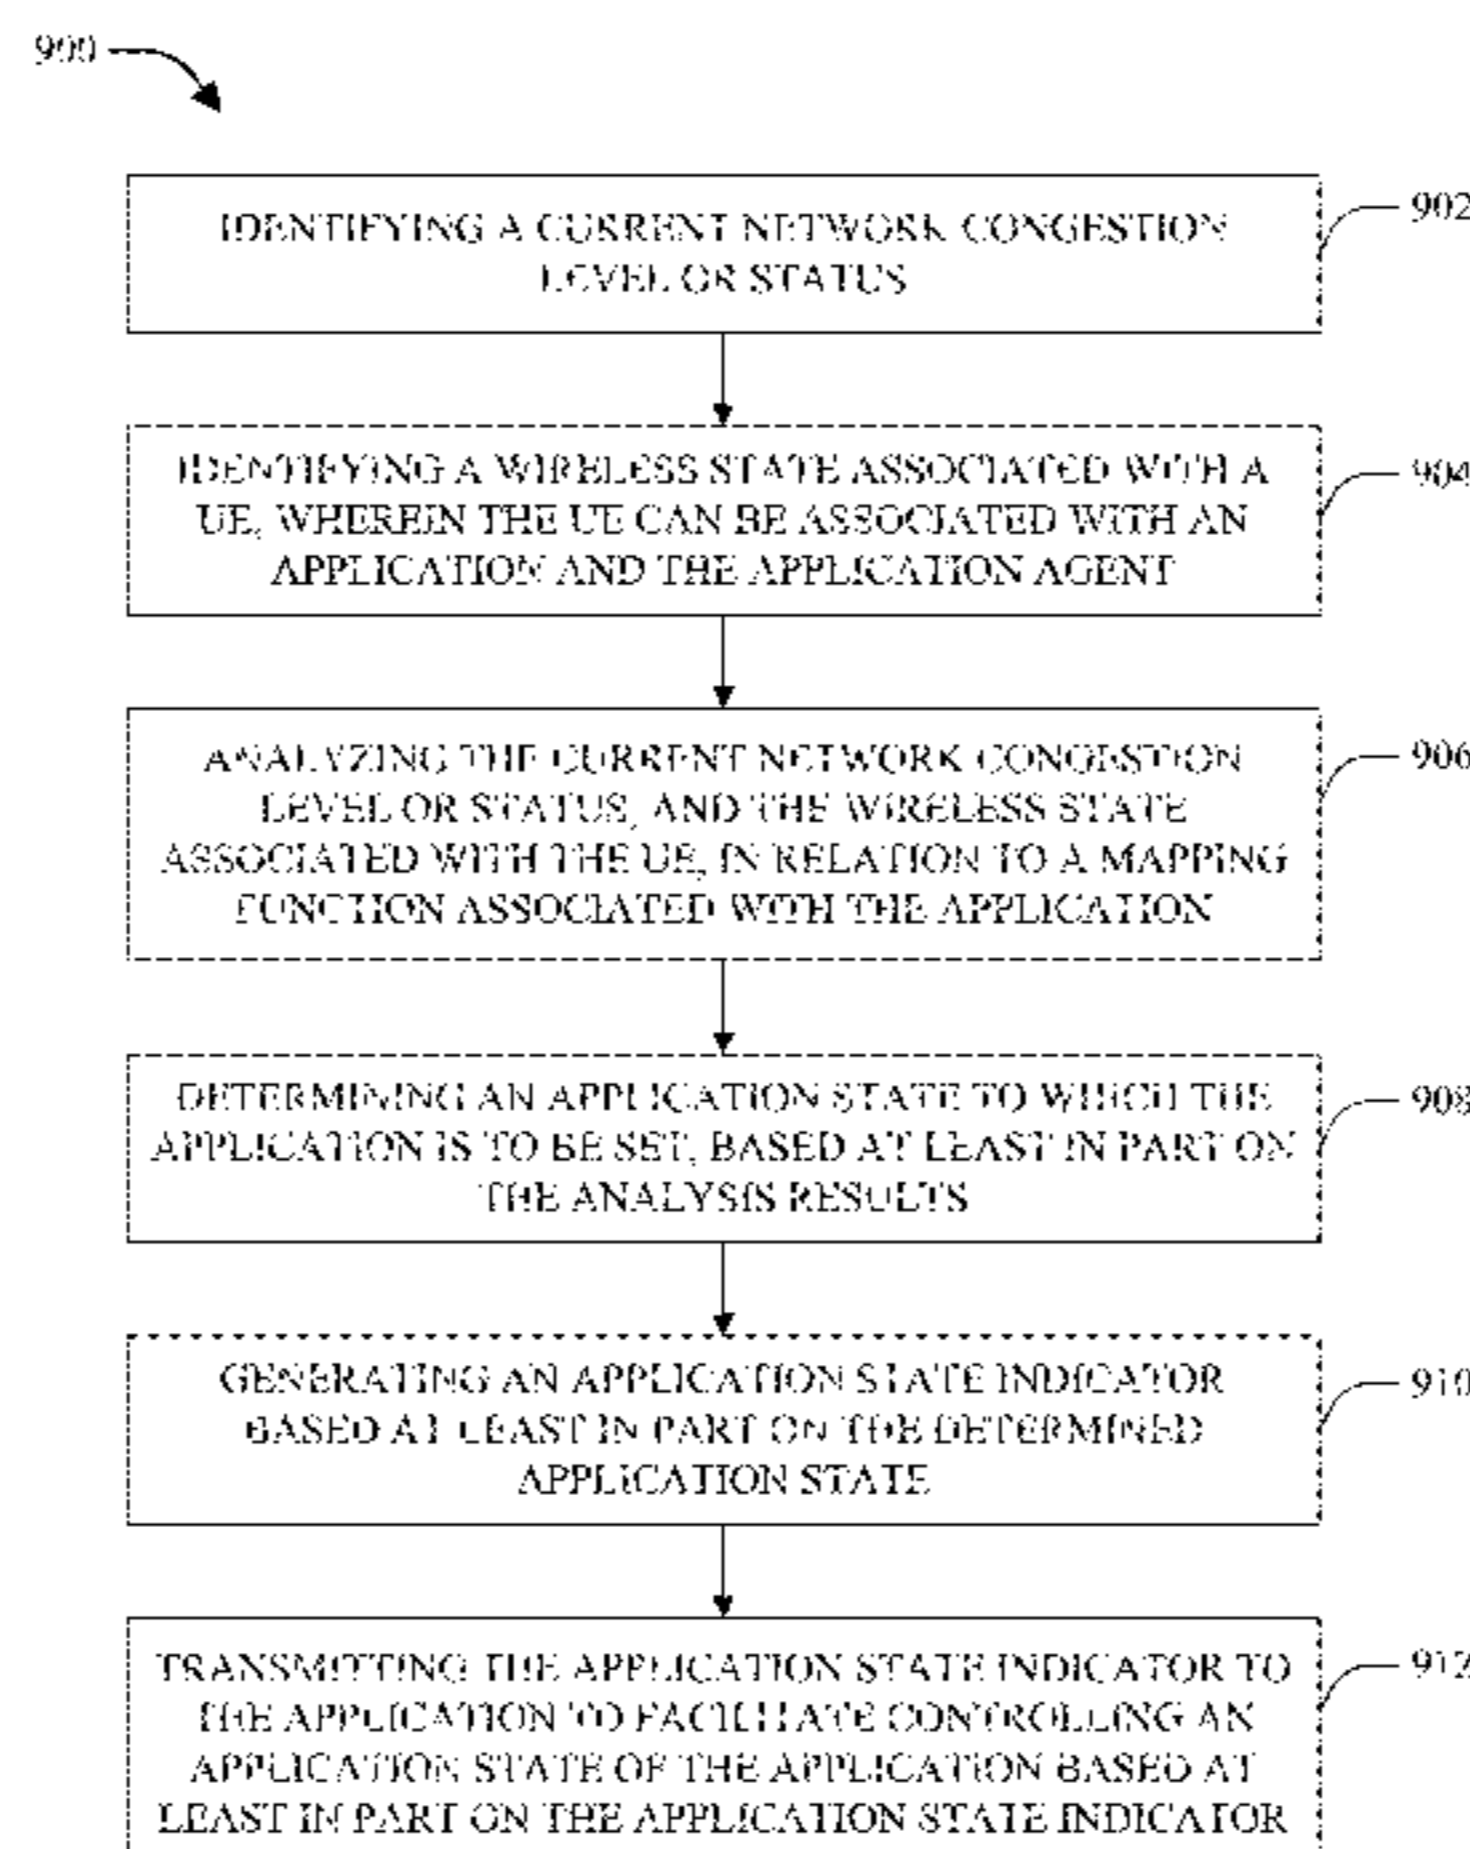 900
IDENTIFYING A CURRENT NETWORK CONGESTION
LEVEL OR STATUS
902
IDENTIFYING A WIRELESS STATE ASSOCIATED WITH A
UE, WHEREIN THE UE CAN BE ASSOCIATED WITH AN
APPLICATION AND THE APPLICATION AGENT
904
ANALYZING THE CURRENT NETWORK CONGESTION
LEVEL OR STATUS, AND THE WIRELESS STATE
ASSOCIATED WITH THE UE, IN RELATION TO A MAPPING
FUNCTION ASSOCIATED WITH THE APPLICATION
906
DETERMINING AN APPLICATION STATE TO WHICH THE
APPLICATION IS TO BE SET, BASED AT LEAST IN PART ON
THE ANALYSIS RESULTS
908
GENERATING AN APPLICATION STATE INDICATOR
BASED AT LEAST IN PART ON THE DETERMINED
APPLICATION STATE
910
TRANSMITTING THE APPLICATION STATE INDICATOR TO
THE APPLICATION TO FACILITATE CONTROLLING AN
APPLICATION STATE OF THE APPLICATION BASED AT
LEAST IN PART ON THE APPLICATION STATE INDICATOR
912